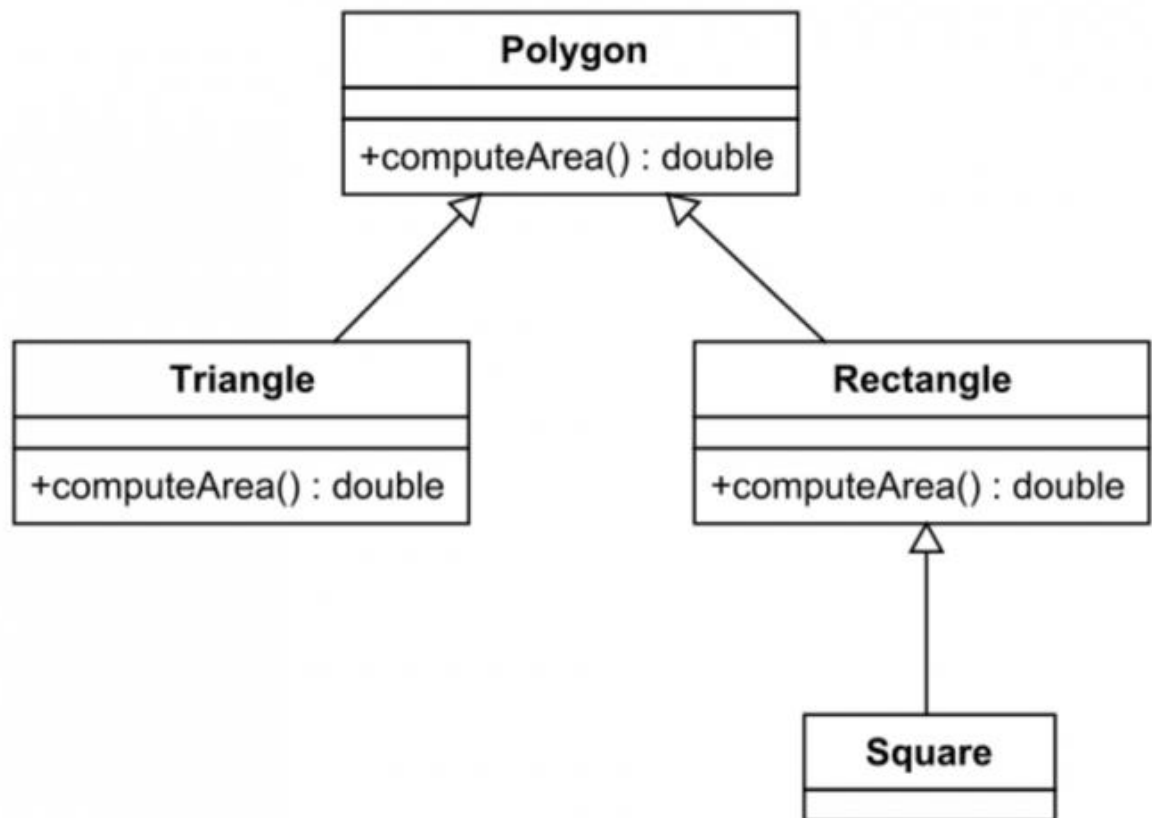 Polygon
+computeArea() : double
Triangle
Rectangle
+computeArea() : double
+computeArea() : double
Square